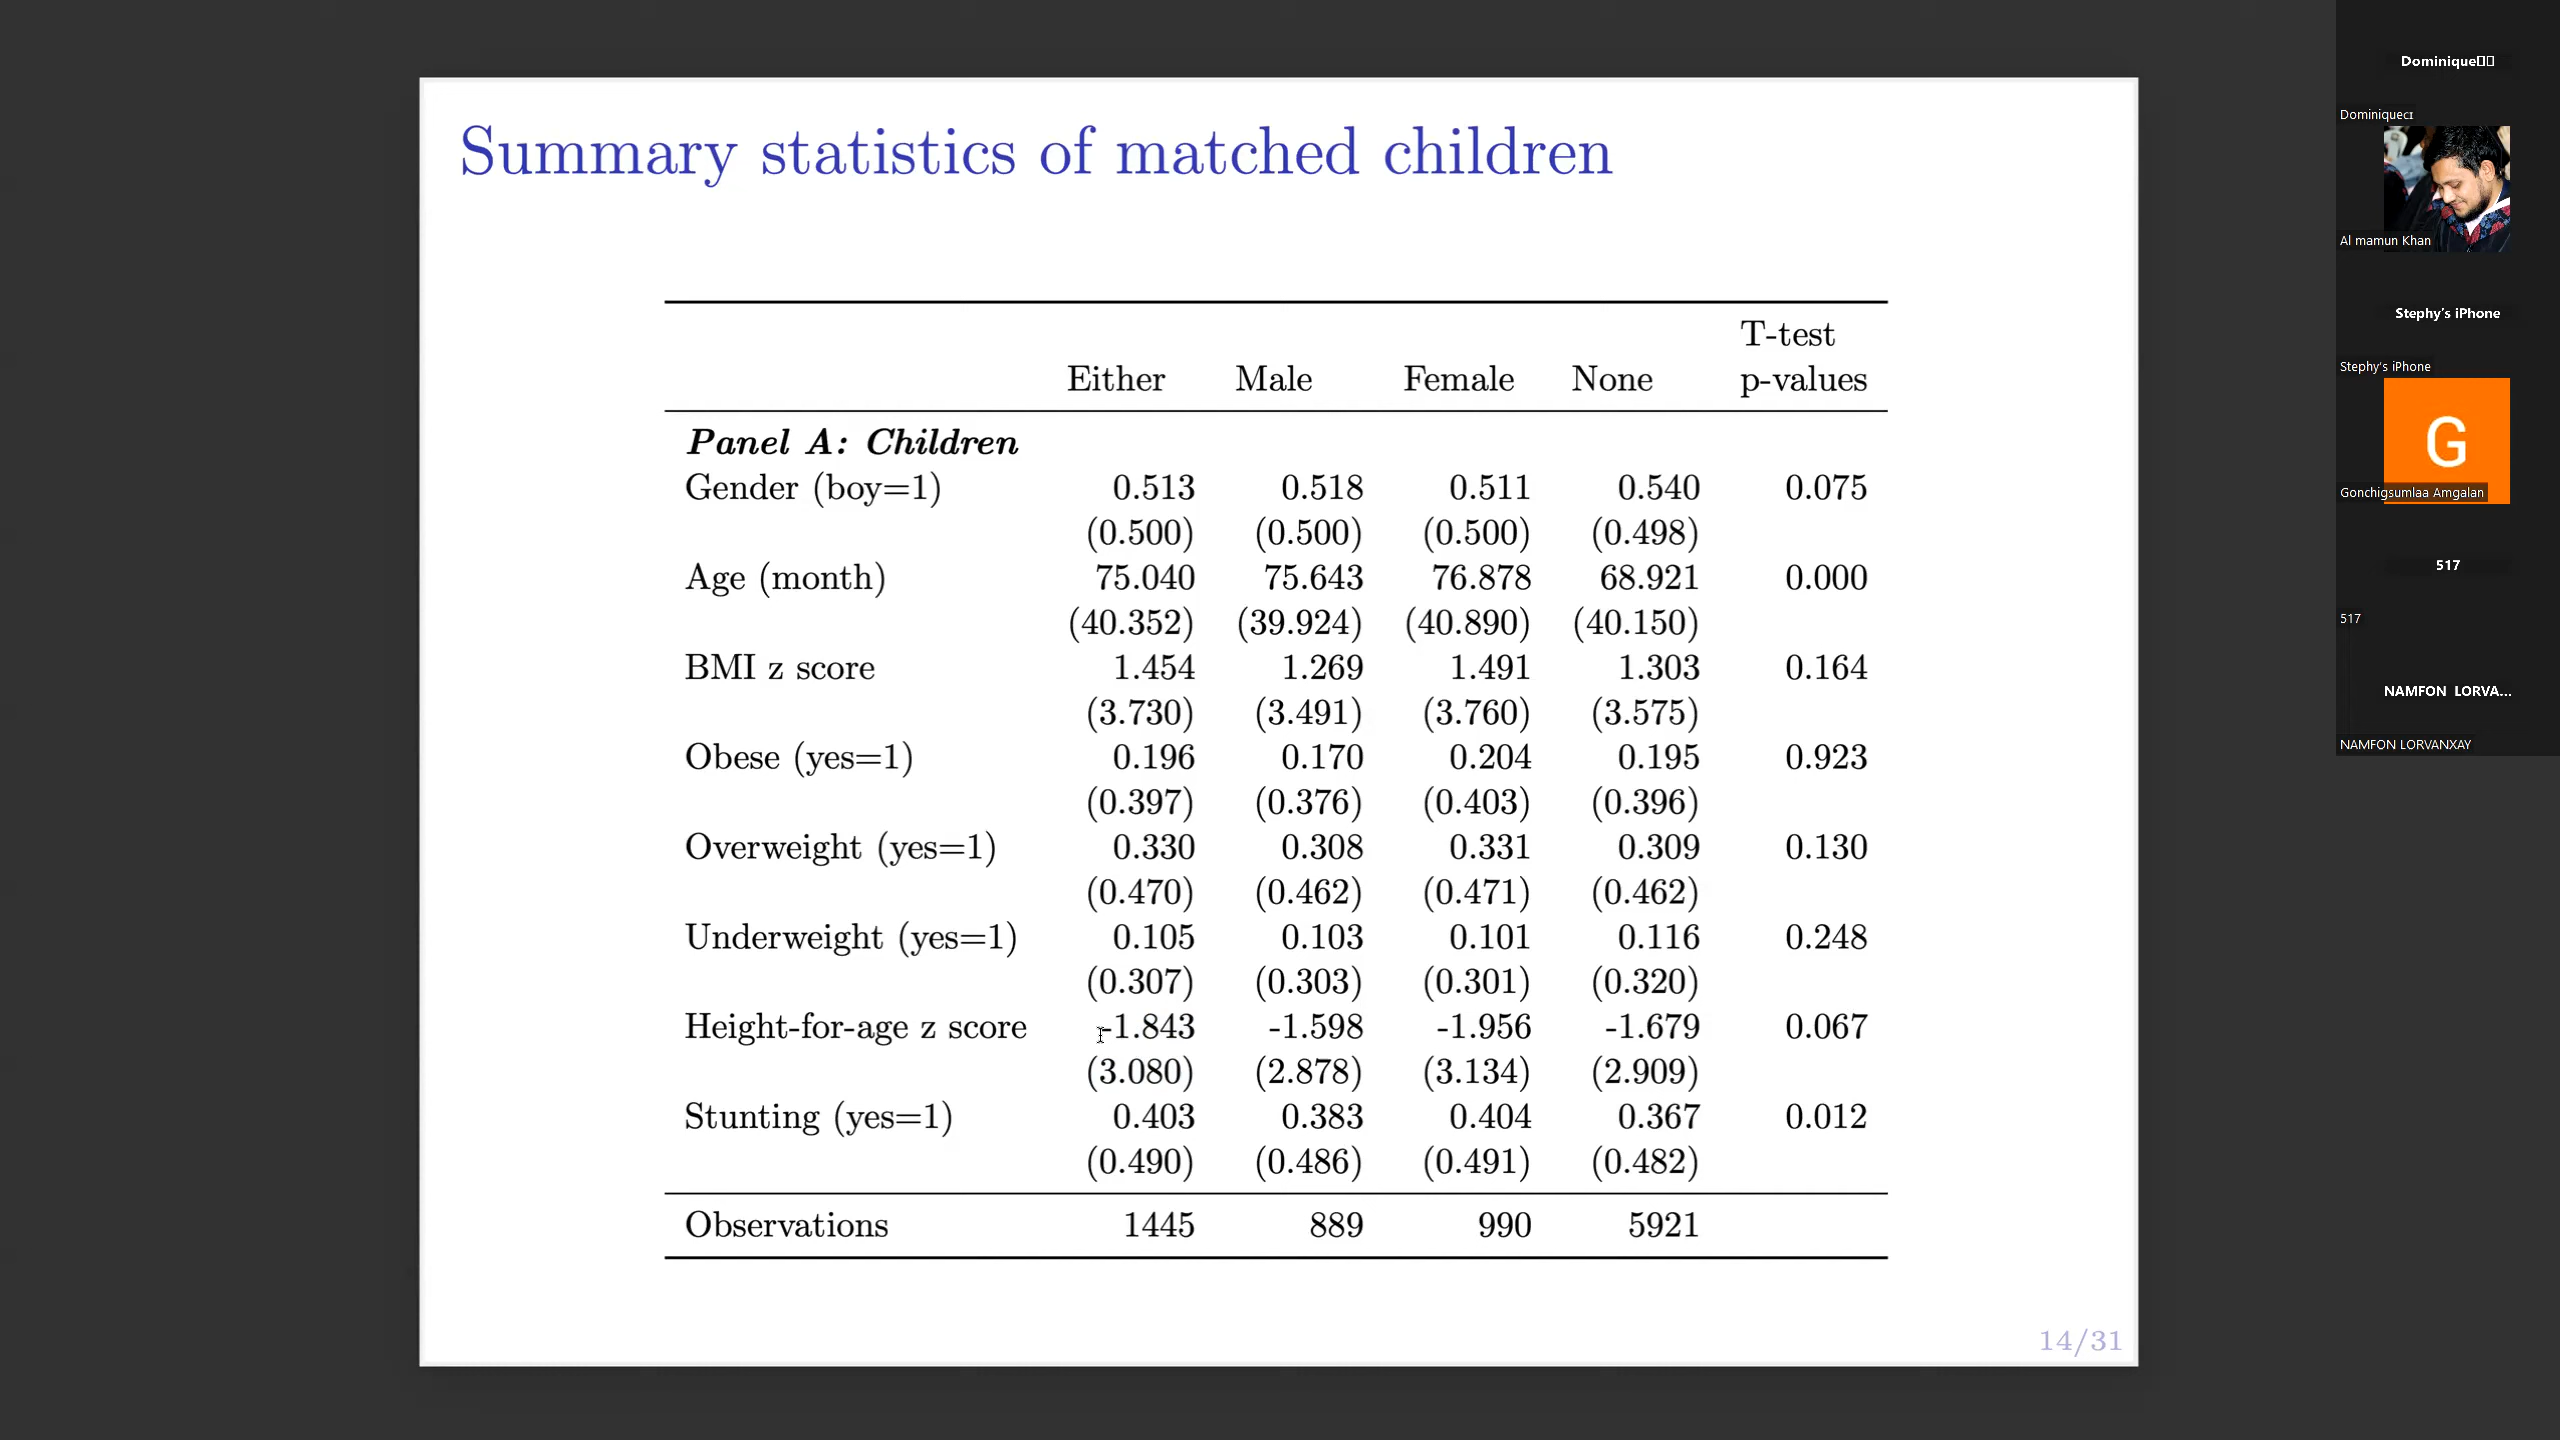 Summary statistics of matched children
T-test
Either Male Female None p-values
Panel A: Children
Gender (boy=1) 0.513 0.518 0.511 0.540 0.075
(0.500) (0.500) (0.500) (0.498)
Age (month) 75.040 75.643 76.878 68.921 0.000
(40.352) (39.924) (40.890) (40.150)
BMI z score 1.454 1.269 1.491 1.303 0.164
(3.730) (3.491) (3.760) (3.575)
Obese (yes=1) 0.196 0.170 0.204 0.195 0.923
(0.397) (0.376) (0.403) (0.396)
Overweight (yes=1) 0.330 0.308 0.331 0.309 0.130
(0.470) (0.462) (0.471) (0.462)
Underweight (yes=1) 0.105 0.103 0.101 0.116 0.248
(0.307) (0.303) (0.301) (0.320)
Height-for-age z score -1.843 -1.598 -1.956 -1.679 0.067
(3.080) (2.878) (3.134) (2.909)
Stunting (yes=1) 0.403 0.383 0.404 0.367 0.012
(0.490) (0.486) (0.491) (0.482)
Observations 1445 889 990 5921
14/31
Dominique
Al mamun Khan
Stephy's iPhone
Stephy's iPhone
G
Gonchigsumlaa Amgalan
517
517
NAMFON LORVA...
NAMFON LORVANXAY